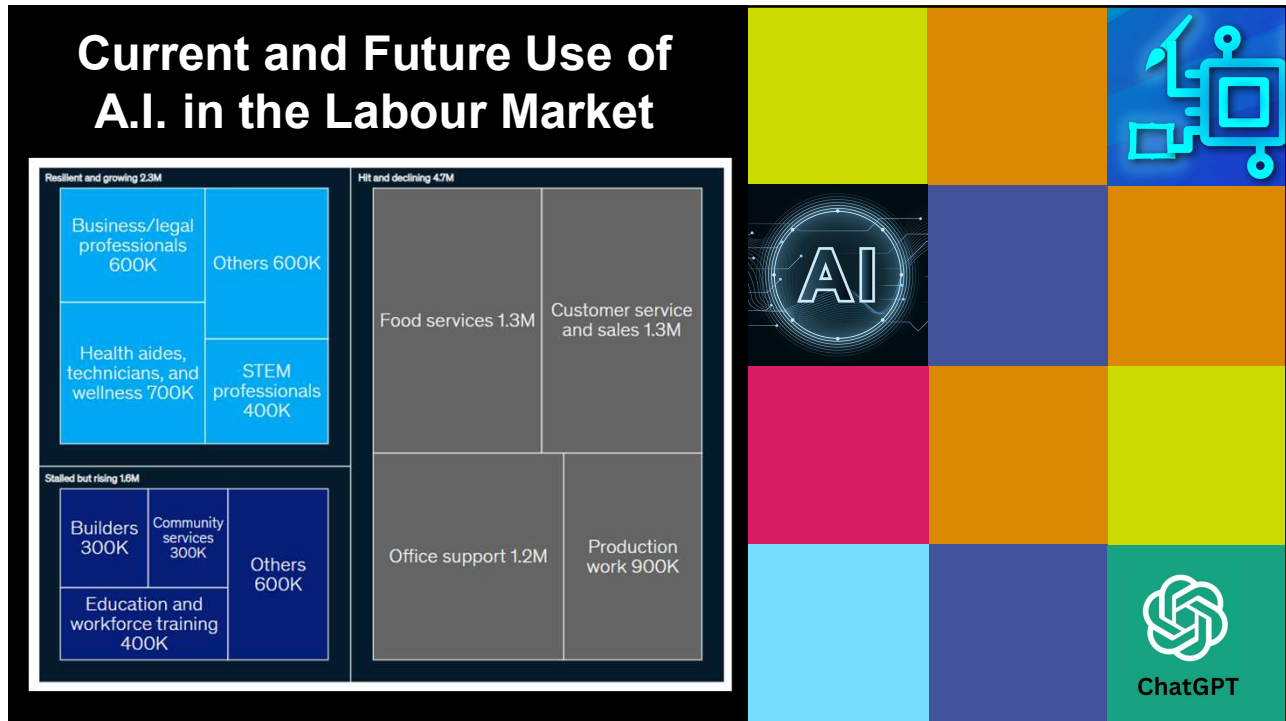 Current and Future Use of
A.I. in the Labour Market
Resilient and growing 2.3M
Business/legal
professionals
600K
Others 600K
Health aides,
technicians, and
wellness 700K
STEM
professionals
400K
Stalled but rising 1.6M
Builders
300K
Community
services
300K
Others
600K
Education and
workforce training
400K
Hit and declining 4.7M
Food services 1.3M
Customer service
and sales 1.3M
Office support 1.2M
Production
work 900K
AI
ChatGPT